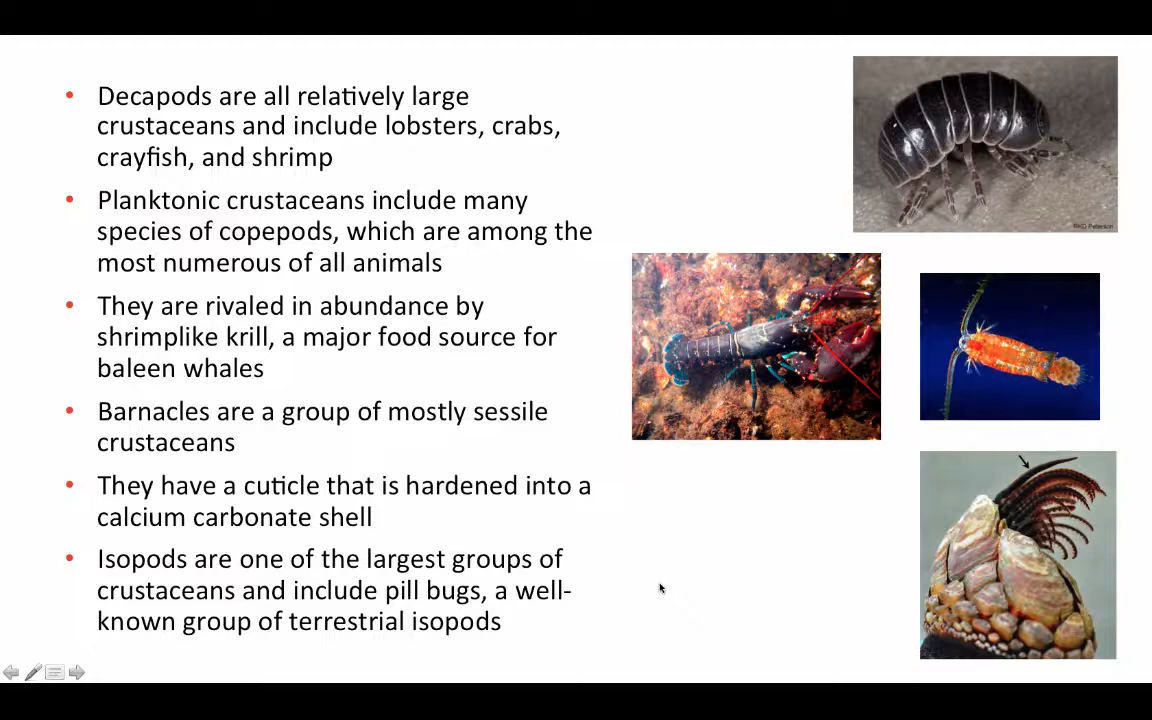 • Decapods are all relatively large
crustaceans and include lobsters, crabs,
crayfish, and shrimp
• Planktonic crustaceans include many
species of copepods, which are among the
most numerous of all animals
• They are rivaled in abundance by
shrimplike krill, a major food source for
baleen whales
• Barnacles are a group of mostly sessile
crustaceans
• They have a cuticle that is hardened into a
calcium carbonate shell
• Isopods are one of the largest groups of
crustaceans and include pill bugs, a well-
known group of terrestrial isopods
©KD Peterson